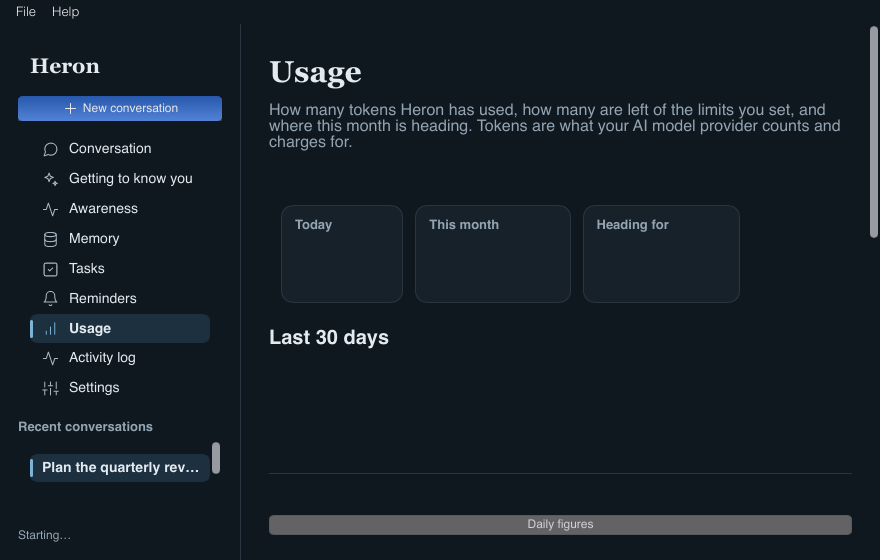 File Help
Heron
New conversation
Conversation
Getting to know you
Awareness
Memory
Tasks
Reminders
Usage
Activity log
Settings
Recent conversations
Plan the quarterly rev…
Starting…
Usage
How many tokens Heron has used, how many are left of the limits you set, and
where this month is heading. Tokens are what your AI model provider counts and
charges for.
Today
This month
Heading for
Last 30 days
Daily figures